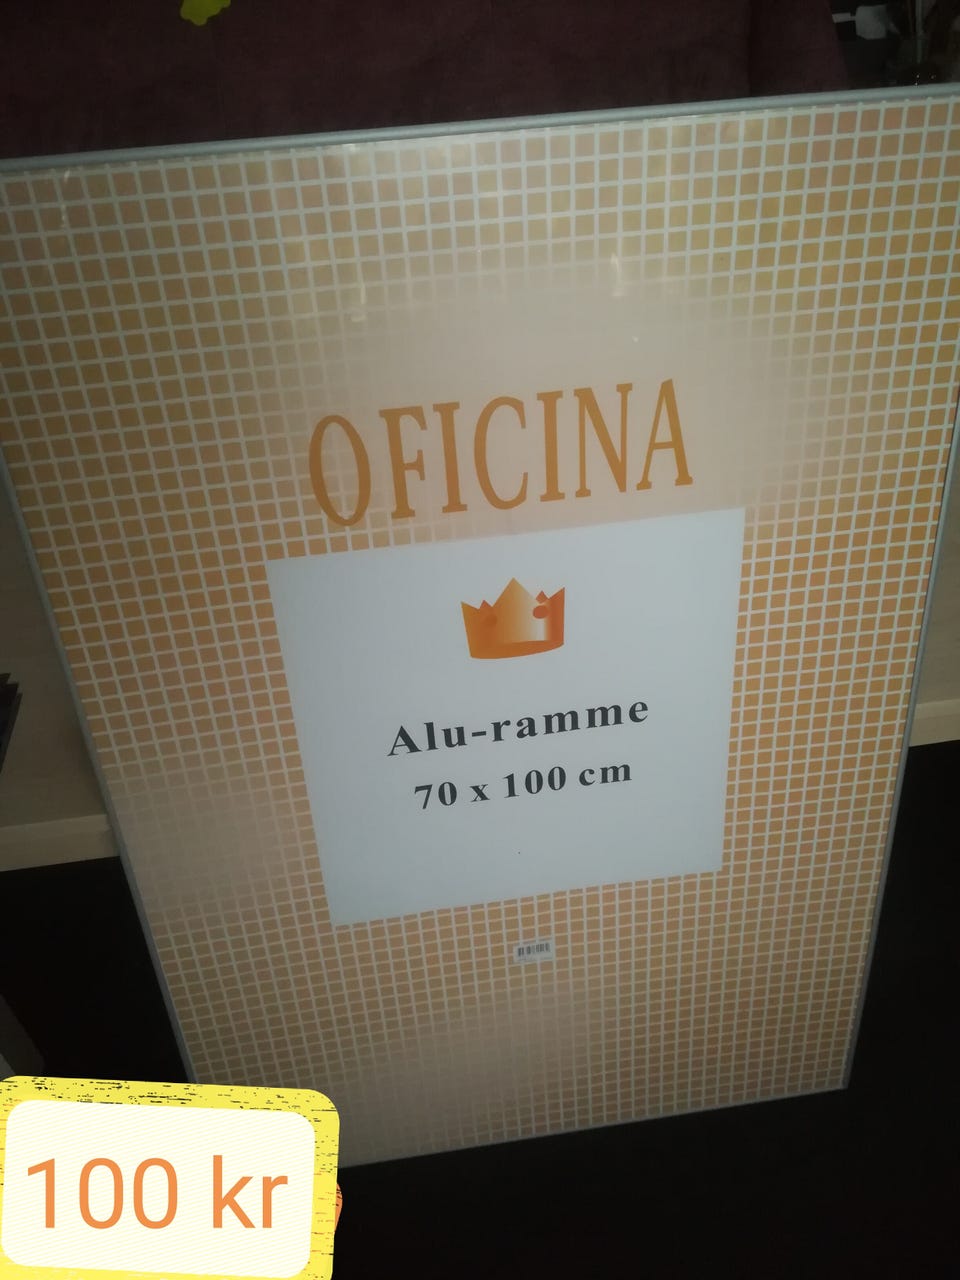 OFICINA
Alu-ramme
70 x 100 cm
100 kr